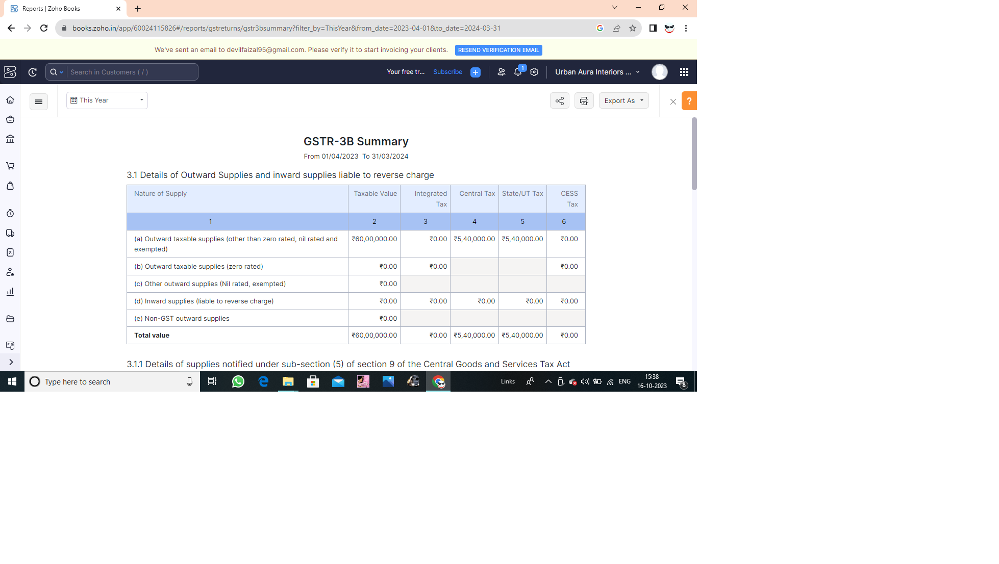 Reports | Zoho Books
books.zoho.in/app/60024115826#/reports/gstreturns/gstr3bsummary?filter_by=ThisYear&from_date=2023-04-01&to_date=2024-03-31
We've sent an email to devilfaizal95@gmail.com. Please verify it to start invoicing your clients. RESEND VERIFICATION EMAIL
Search in Customers ( / ) Your free tr... Subscribe 1 Urban Aura Interiors ...
This Year Export As ?
GSTR-3B Summary
From 01/04/2023 To 31/03/2024
3.1 Details of Outward Supplies and inward supplies liable to reverse charge
Nature of Supply Taxable Value Integrated Tax Central Tax State/UT Tax CESS Tax
1 2 3 4 5 6
(a) Outward taxable supplies (other than zero rated, nil rated and exempted) ₹60,00,000.00 ₹0.00 ₹5,40,000.00 ₹5,40,000.00 ₹0.00
(b) Outward taxable supplies (zero rated) ₹0.00 ₹0.00 ₹0.00
(c) Other outward supplies (Nil rated, exempted) ₹0.00
(d) Inward supplies (liable to reverse charge) ₹0.00 ₹0.00 ₹0.00 ₹0.00 ₹0.00
(e) Non-GST outward supplies ₹0.00
Total value ₹60,00,000.00 ₹0.00 ₹5,40,000.00 ₹5,40,000.00 ₹0.00
3.1.1 Details of supplies notified under sub-section (5) of section 9 of the Central Goods and Services Tax Act
Type here to search Links ENG 15:38
16-10-2023 8